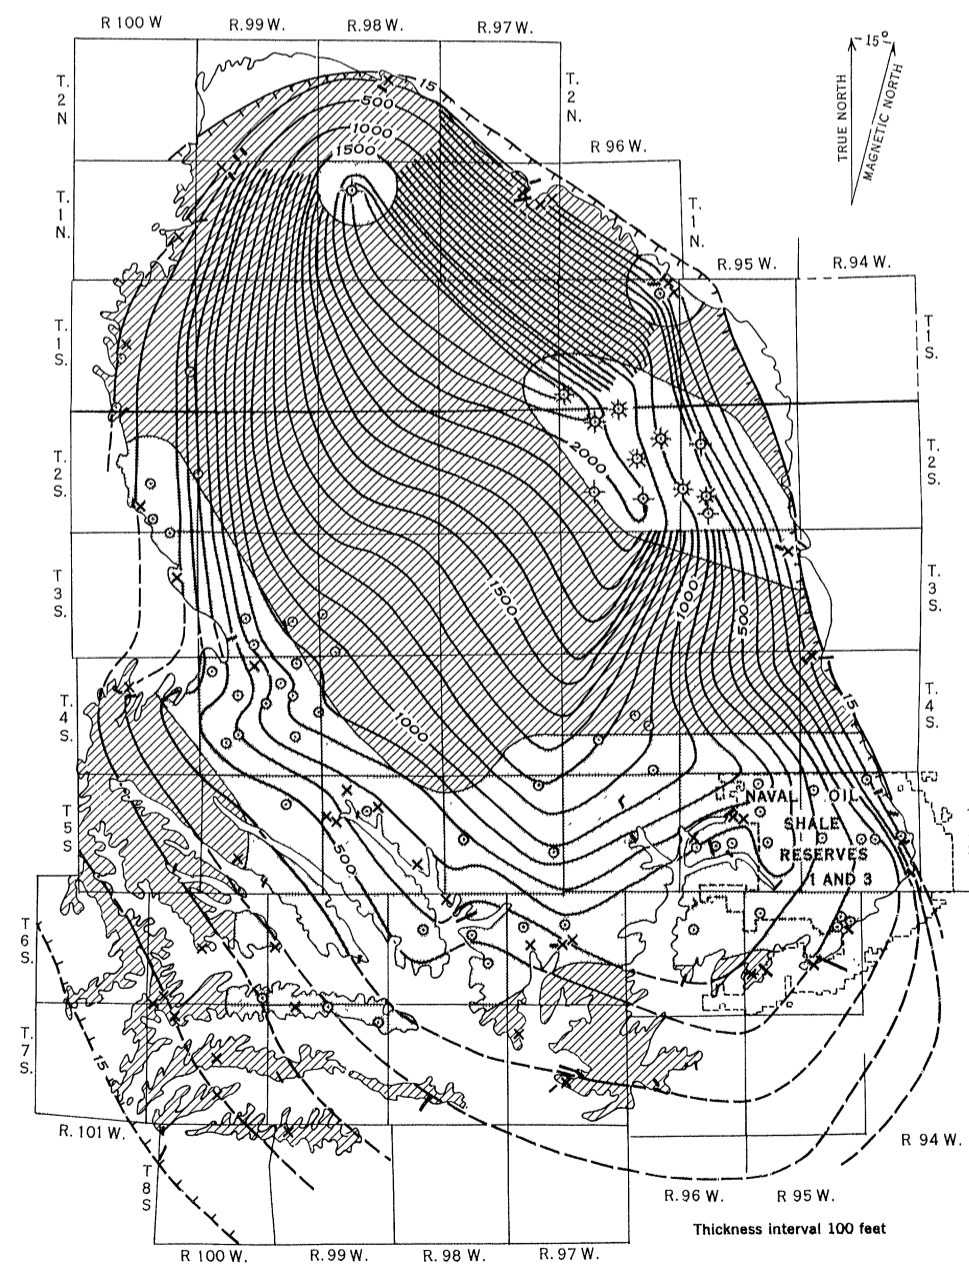 R 100 W
R.99 W.
R.98 W.
R.97 W.
15°
TRUE NORTH
MAGNETIC NORTH
T.
2
N
15
500
1000
1500
T.
2
N
R 96 W.
T.
1
N.
T.
1
N.
R.95 W.
R.94 W.
T
1
S.
T
1
S.
T.
2
S.
2000
T.
2
S.
T
3
S.
1500
1000
500
T
3
S.
T.
4
S.
1000
15
T.
4
S.
T
5
S
500
NAVAL OIL
SHALE
RESERVES
1 AND 3
T
6
S.
T.
7
S.
15
R. 101 W.
R 94 W.
T
8
S
R.96 W.
R 95 W.
Thickness interval 100 feet
R 100 W.
R.99 W.
R.98 W.
R.97 W.